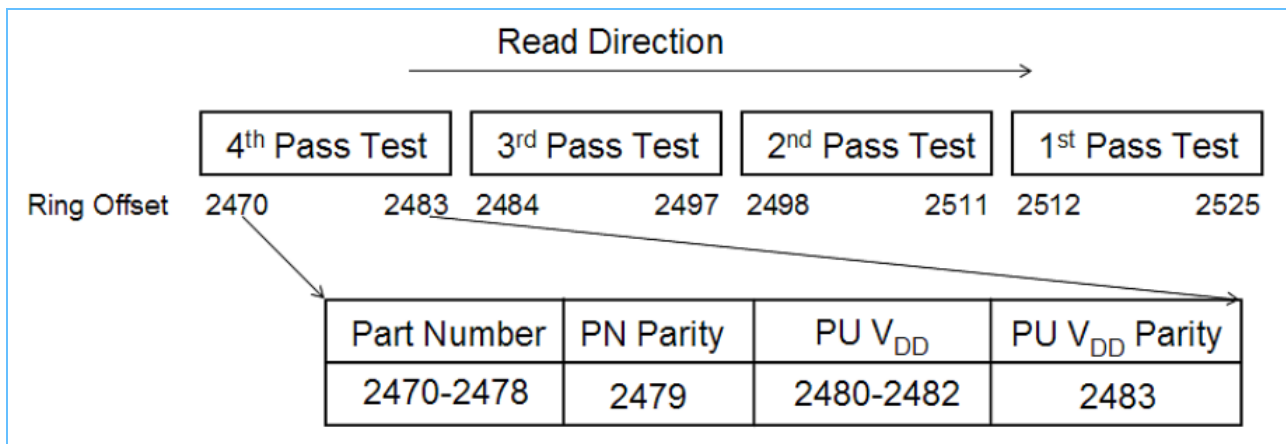 Read Direction
4th Pass Test 3rd Pass Test 2nd Pass Test 1st Pass Test
Ring Offset 2470 2483 2484 2497 2498 2511 2512 2525
Part Number PN Parity PU VDD PU VDD Parity
2470-2478 2479 2480-2482 2483